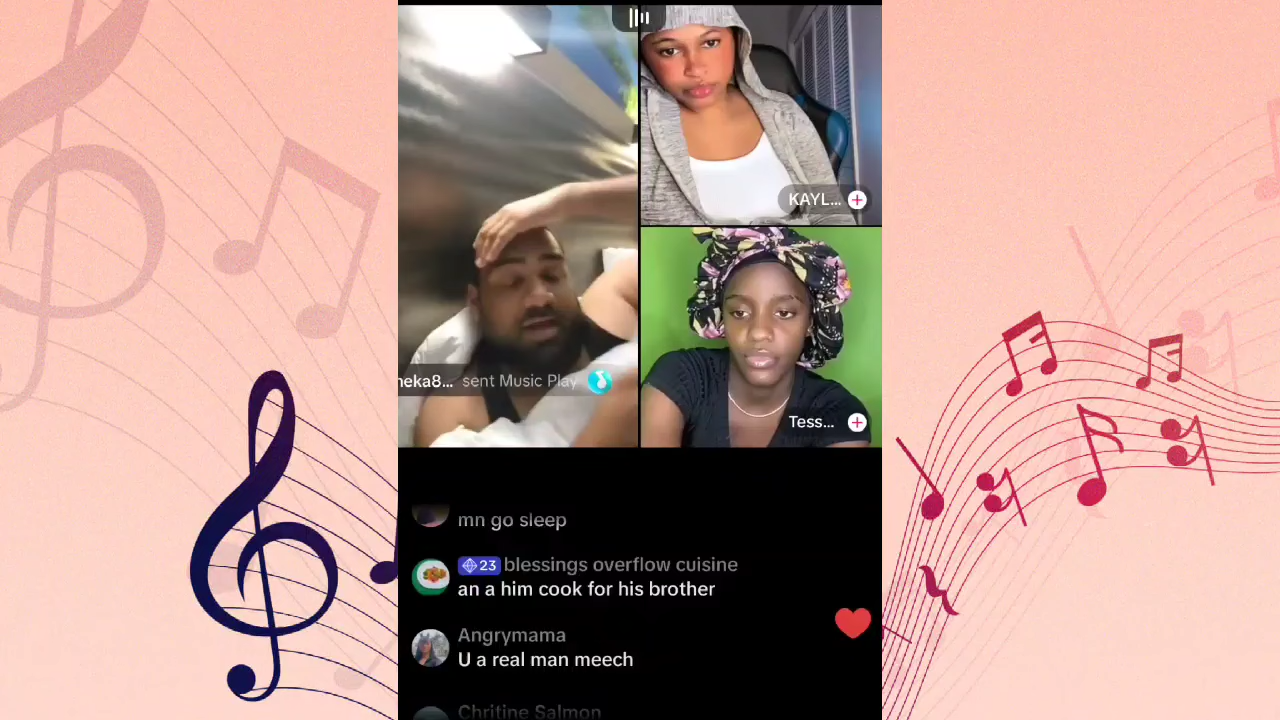 KAYL...
neka8... sent Music Play
Tess...
mn go sleep
23 blessings overflow cuisine
an a him cook for his brother
Angrymama
U a real man meech
Chritine Salmon